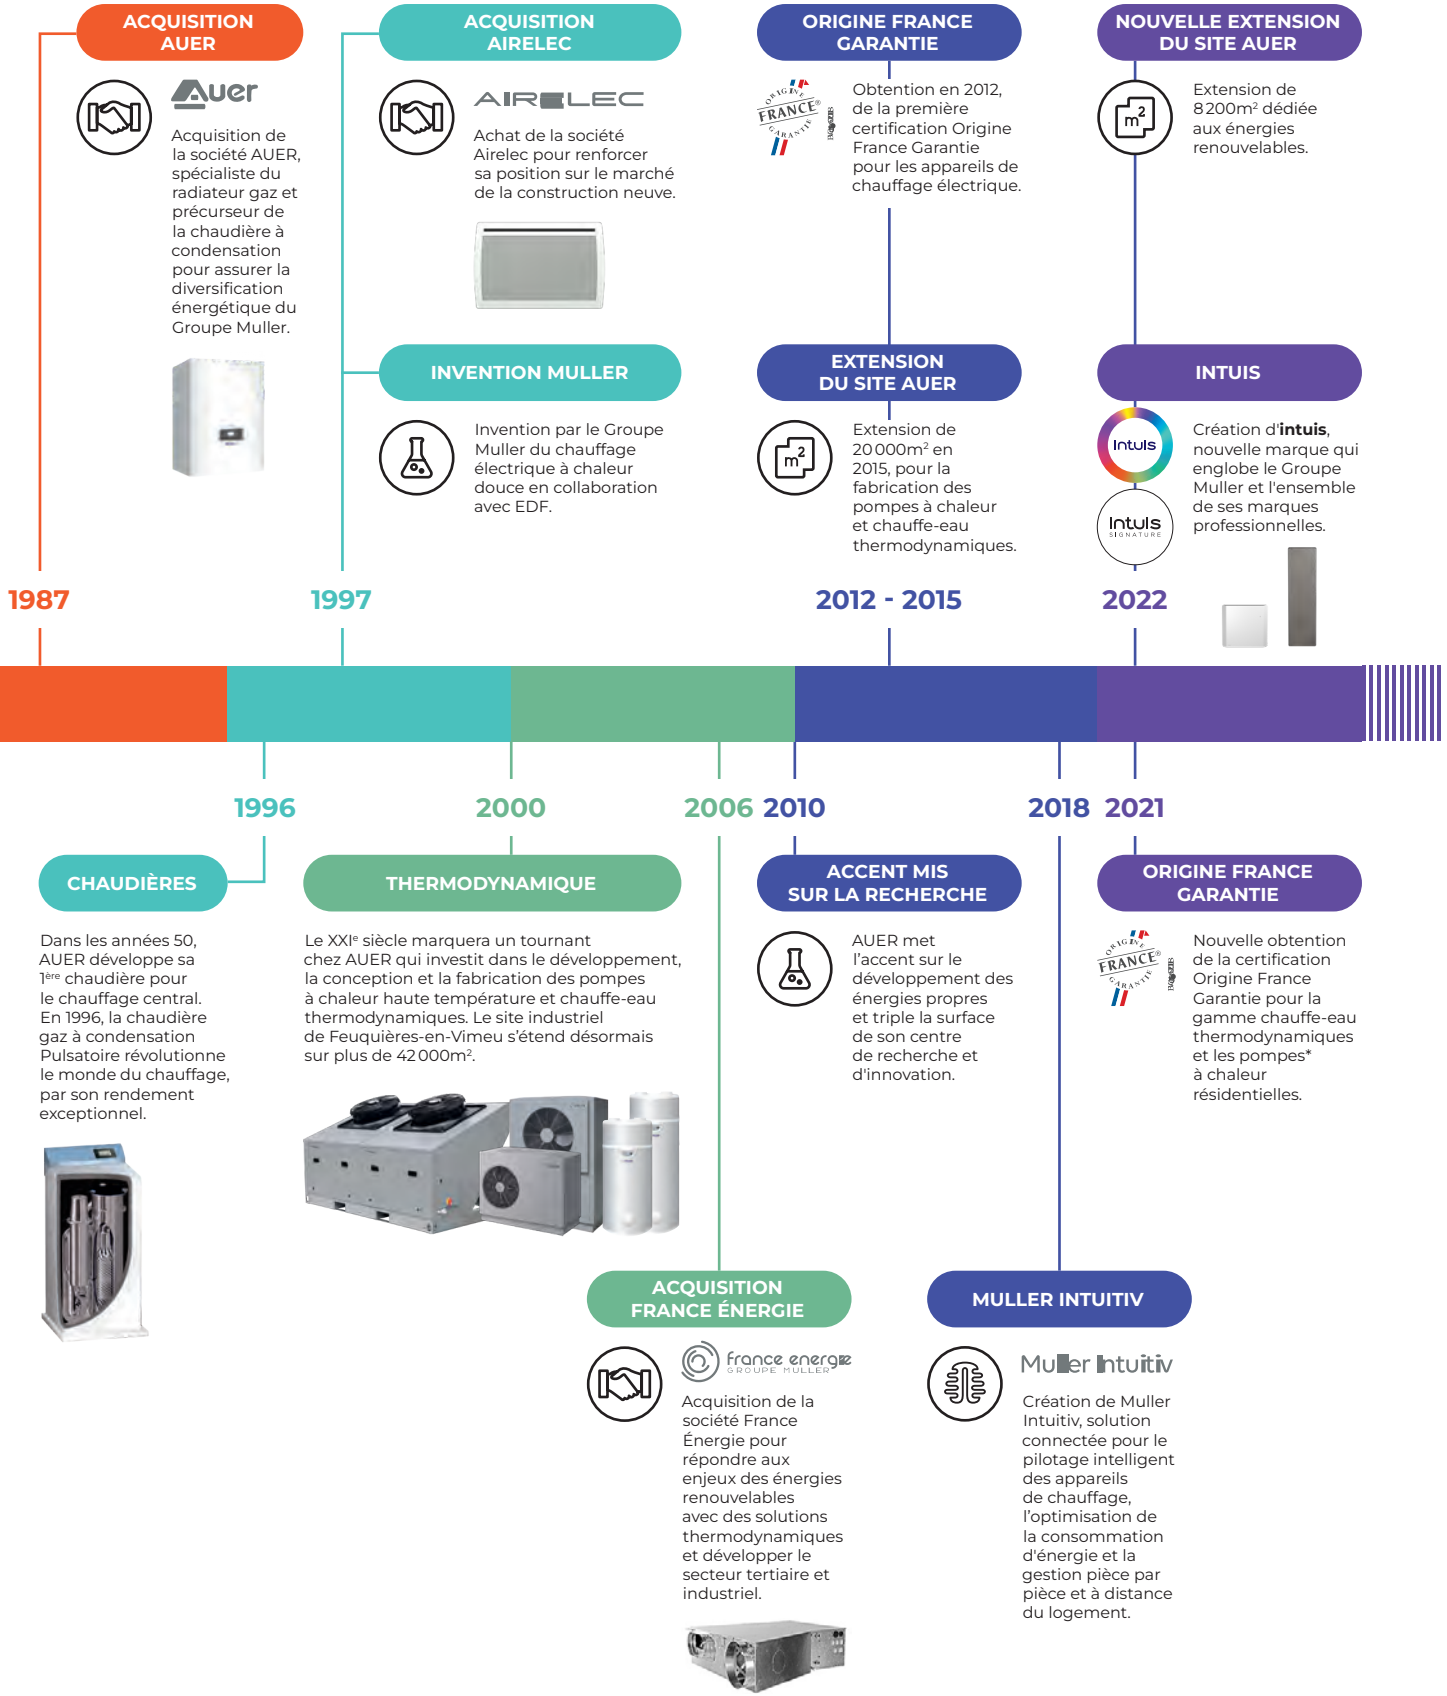 ACQUISITION
AUER
Auer
Acquisition de
la société AUER,
spécialiste du
radiateur gaz et
précurseur de
la chaudière à
condensation
pour assurer la
diversification
énergétique du
Groupe Muller.
1987
ACQUISITION
AIRELEC
AIRELEC
Achat de la société
Airelec pour renforcer
sa position sur le marché
de la construction neuve.
INVENTION MULLER
Invention par le Groupe
Muller du chauffage
électrique à chaleur
douce en collaboration
avec EDF.
1997
ORIGINE FRANCE
GARANTIE
ORIGINE
FRANCE®
GARANTIE
Obtention en 2012,
de la première
certification Origine
France Garantie
pour les appareils de
chauffage électrique.
EXTENSION
DU SITE AUER
m²
Extension de
20 000m² en
2015, pour la
fabrication des
pompes à chaleur
et chauffe-eau
thermodynamiques.
2012 - 2015
NOUVELLE EXTENSION
DU SITE AUER
m²
Extension de
8 200m² dédiée
aux énergies
renouvelables.
INTUIS
Intuis
Intuis
SIGNATURE
Création d'intuis,
nouvelle marque qui
englobe le Groupe
Muller et l'ensemble
de ses marques
professionnelles.
2022
1996
CHAUDIÈRES
Dans les années 50,
AUER développe sa
1ère chaudière pour
le chauffage central.
En 1996, la chaudière
gaz à condensation
Pulsatoire révolutionne
le monde du chauffage,
par son rendement
exceptionnel.
2000
THERMODYNAMIQUE
Le XXIe siècle marquera un tournant
chez AUER qui investit dans le développement,
la conception et la fabrication des pompes
à chaleur haute température et chauffe-eau
thermodynamiques. Le site industriel
de Feuquières-en-Vimeu s’étend désormais
sur plus de 42 000m².
2006
ACQUISITION
FRANCE ÉNERGIE
france energie
GROUPE MULLER
Acquisition de la
société France
Énergie pour
répondre aux
enjeux des énergies
renouvelables
avec des solutions
thermodynamiques
et développer le
secteur tertiaire et
industriel.
2010
ACCENT MIS
SUR LA RECHERCHE
AUER met
l’accent sur le
développement des
énergies propres
et triple la surface
de son centre
de recherche et
d'innovation.
2018
MULLER INTUITIV
Muller Intuitiv
Création de Muller
Intuitiv, solution
connectée pour le
pilotage intelligent
des appareils
de chauffage,
l’optimisation de
la consommation
d'énergie et la
gestion pièce par
pièce et à distance
du logement.
2021
ORIGINE FRANCE
GARANTIE
ORIGINE
FRANCE®
GARANTIE
Nouvelle obtention
de la certification
Origine France
Garantie pour la
gamme chauffe-eau
thermodynamiques
et les pompes*
à chaleur
résidentielles.